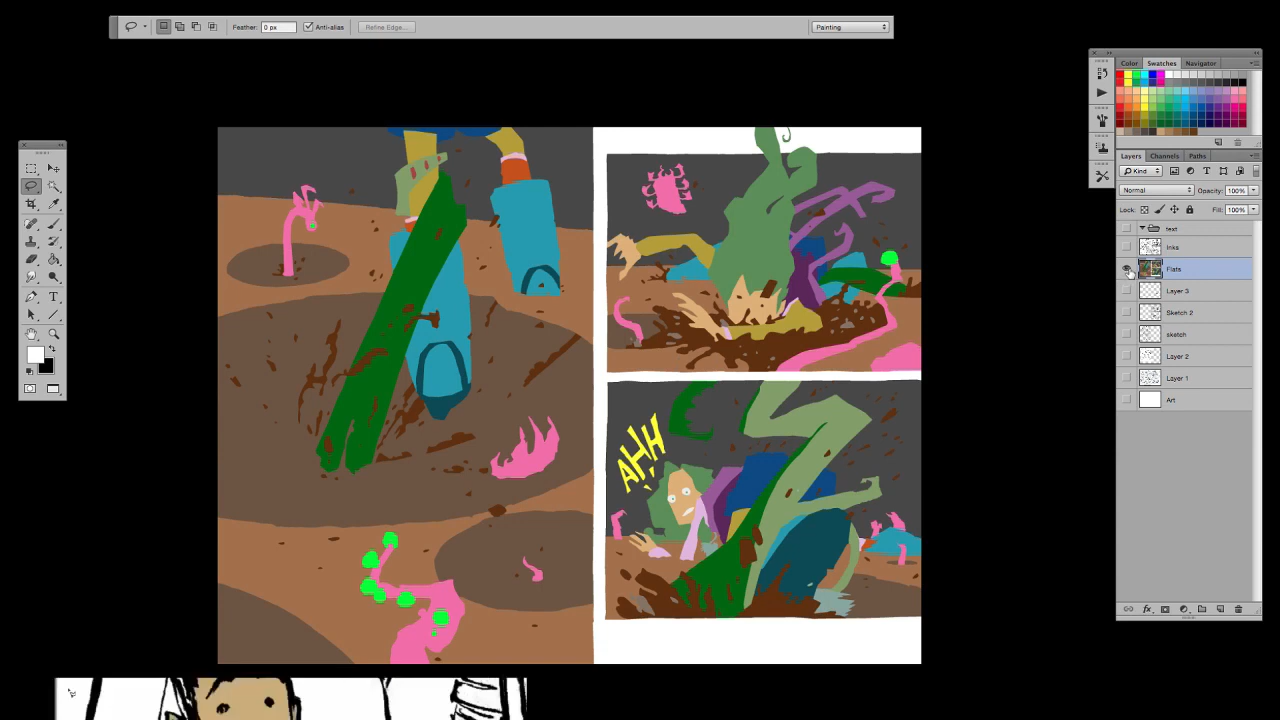 Feather: 0 px Anti-alias Refine Edge... Painting
Color Swatches Navigator
Layers Channels Paths
Kind
Normal Opacity: 100%
Lock: Fill: 100%
text
Inks
Flats
Layer 3
Sketch 2
sketch
Layer 2
Layer 1
Art
AHH!